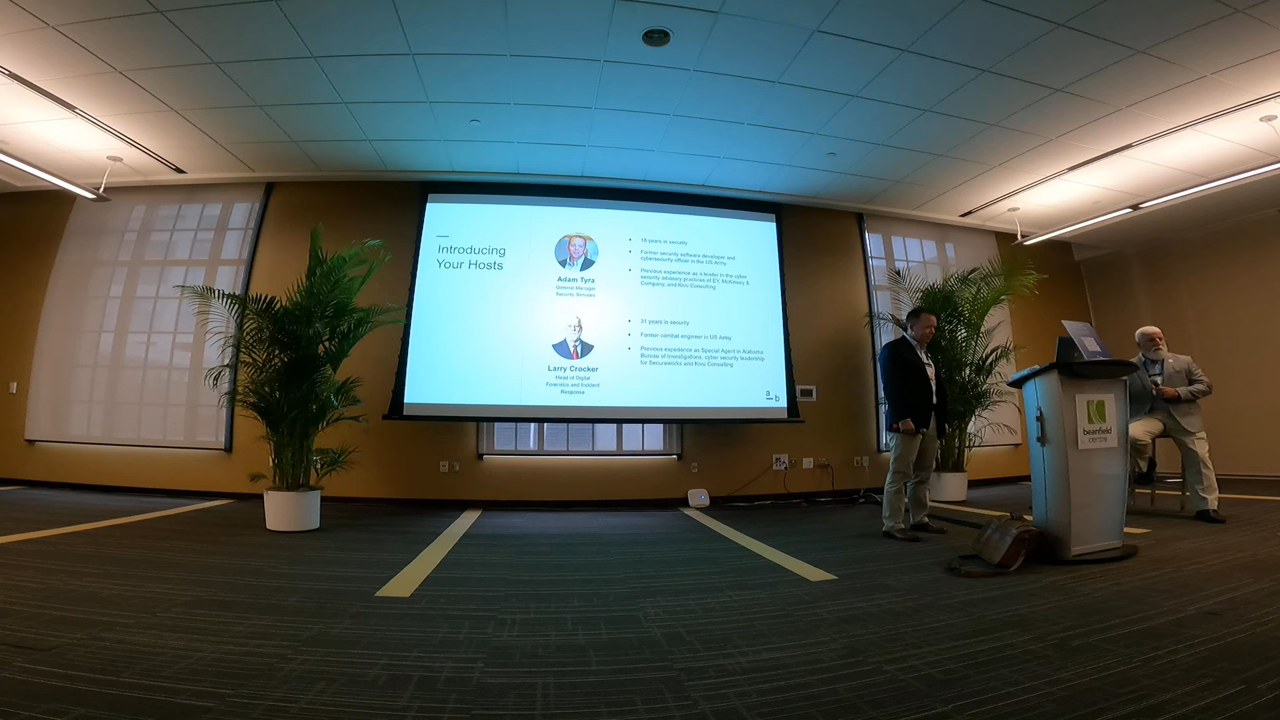 Introducing
Your Hosts
Adam Tyra
General Manager
Security Services
18 years in security
Former security software developer and
cybersecurity officer in the US Army
Previous experience as a leader in the cyber
security advisory practices of EY, McKinsey &
Company, and Kivu Consulting
Larry Crocker
Head of Digital
Forensics and Incident
Response
31 years in security
Former combat engineer in US Army
Previous experience as Special Agent in Alabama
Bureau of Investigations, cyber security leadership
for Secureworks and Kivu Consulting
a
b
beanfield
centre